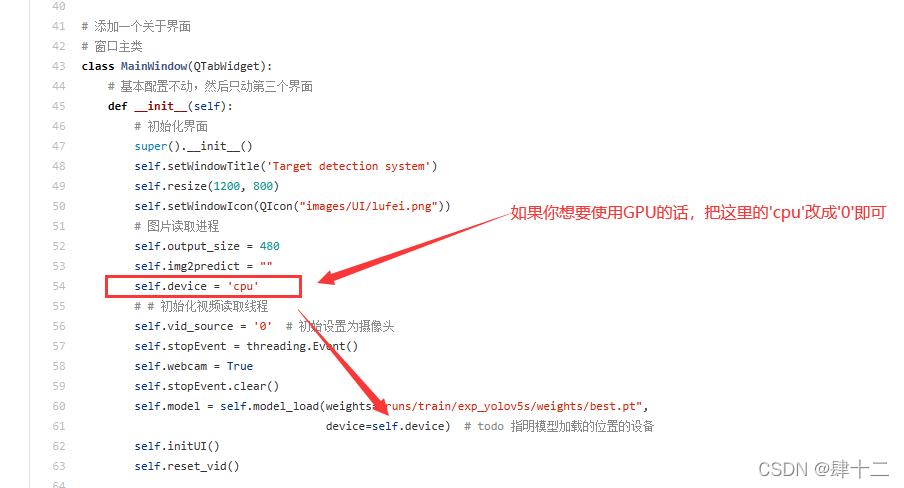 40
41 # 添加一个关于界面
42 # 窗口主类
43 class MainWindow(QTabWidget):
44 # 基本配置不动，然后只动第三个界面
45 def __init__(self):
46 # 初始化界面
47 super().__init__()
48 self.setWindowTitle('Target detection system')
49 self.resize(1200, 800)
50 self.setWindowIcon(QIcon("images/UI/lufei.png"))
51 # 图片读取进程
如果你想要使用GPU的话，把这里的'cpu'改成'0'即可
52 self.output_size = 480
53 self.img2predict = ""
54 self.device = 'cpu'
55 # # 初始化视频读取线程
56 self.vid_source = '0' # 初始设置为摄像头
57 self.stopEvent = threading.Event()
58 self.webcam = True
59 self.stopEvent.clear()
60 self.model = self.model_load(weights="runs/train/exp_yolov5s/weights/best.pt",
61 device=self.device) # todo 指明模型加载的位置的设备
62 self.initUI()
63 self.reset_vid()
64
CSDN @肆十二